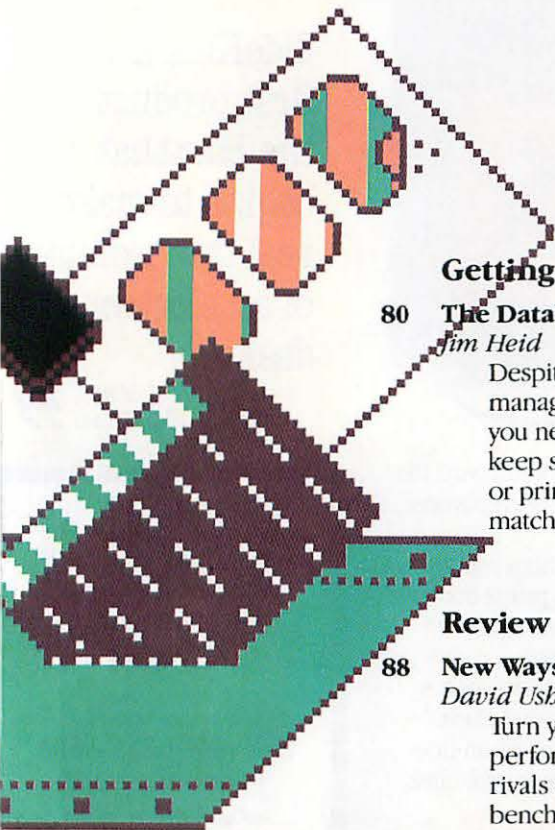 Getting
80 The Data
Jim Heid
Despit
manag
you ne
keep s
or prin
match
Review
88 New Ways
David Ush
Turn y
perfor
rivals
bench